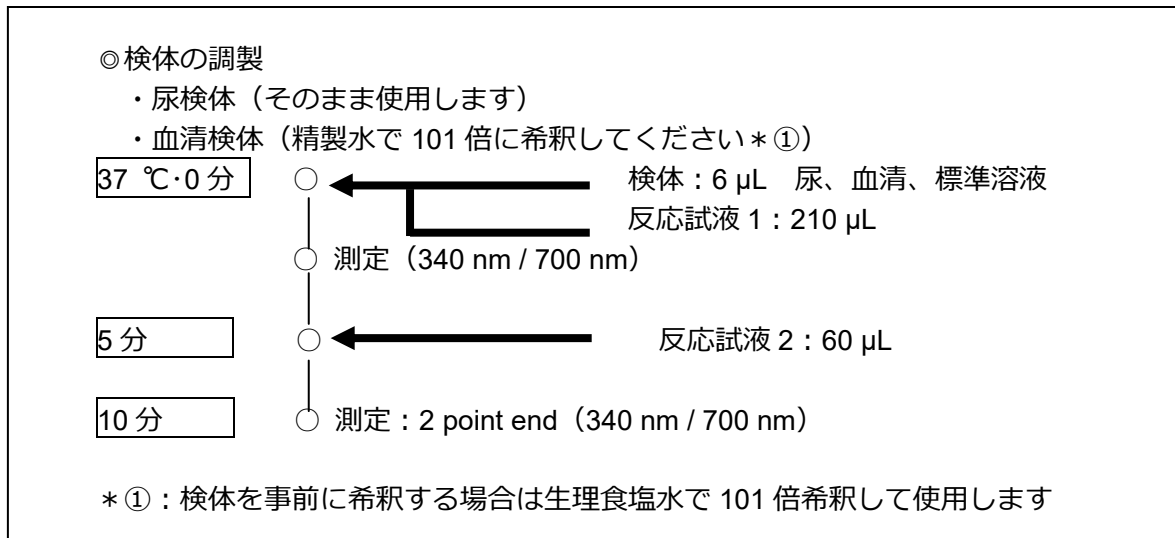 ◎検体の調製
・尿検体（そのまま使用します）
・血清検体（精製水で 101 倍に希釈してください＊①）
37 ℃･0 分
検体：6 µL 尿、血清、標準溶液
反応試液 1：210 µL
測定（340 nm / 700 nm）
5 分
反応試液 2：60 µL
10 分
測定：2 point end（340 nm / 700 nm）
＊①：検体を事前に希釈する場合は生理食塩水で 101 倍希釈して使用します